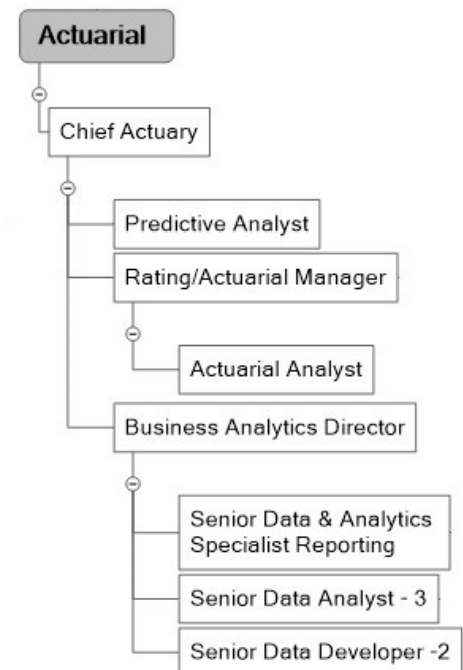 Actuarial
Chief Actuary
Predictive Analyst
Rating/Actuarial Manager
Actuarial Analyst
Business Analytics Director
Senior Data & Analytics
Specialist Reporting
Senior Data Analyst - 3
Senior Data Developer -2